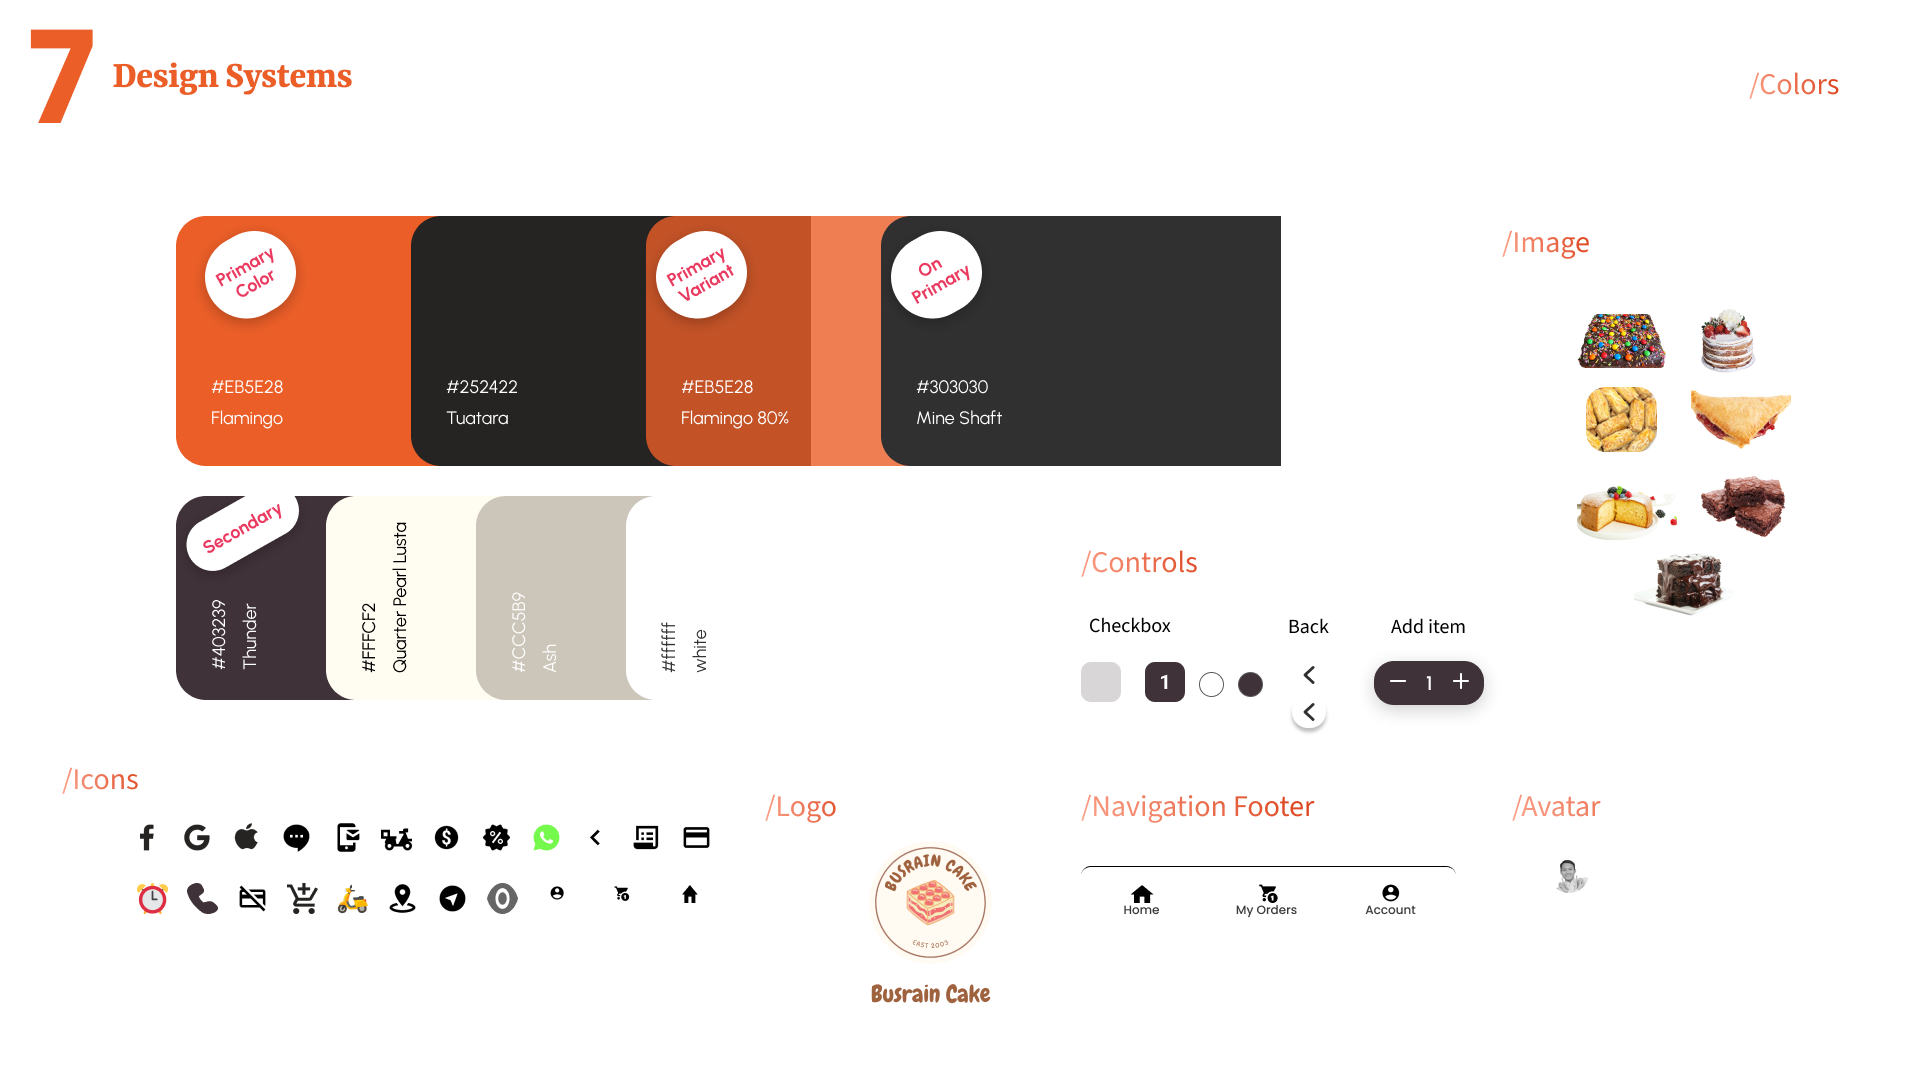 7
Design Systems
/Colors
Primary
Color
#EB5E28
Flamingo
#252422
Tuatara
Primary
Variant
#EB5E28
Flamingo 80%
On
Primary
#303030
Mine Shaft
/Image
Secondary
#403239
Thunder
#FFFCF2
Quarter Pearl Lusta
#CCC5B9
Ash
#ffffff
white
/Controls
Checkbox
Back
Add item
1
1
/Icons
/Logo
BUSRAIN CAKE
EAST 2003
Busrain Cake
/Navigation Footer
Home
My Orders
Account
/Avatar